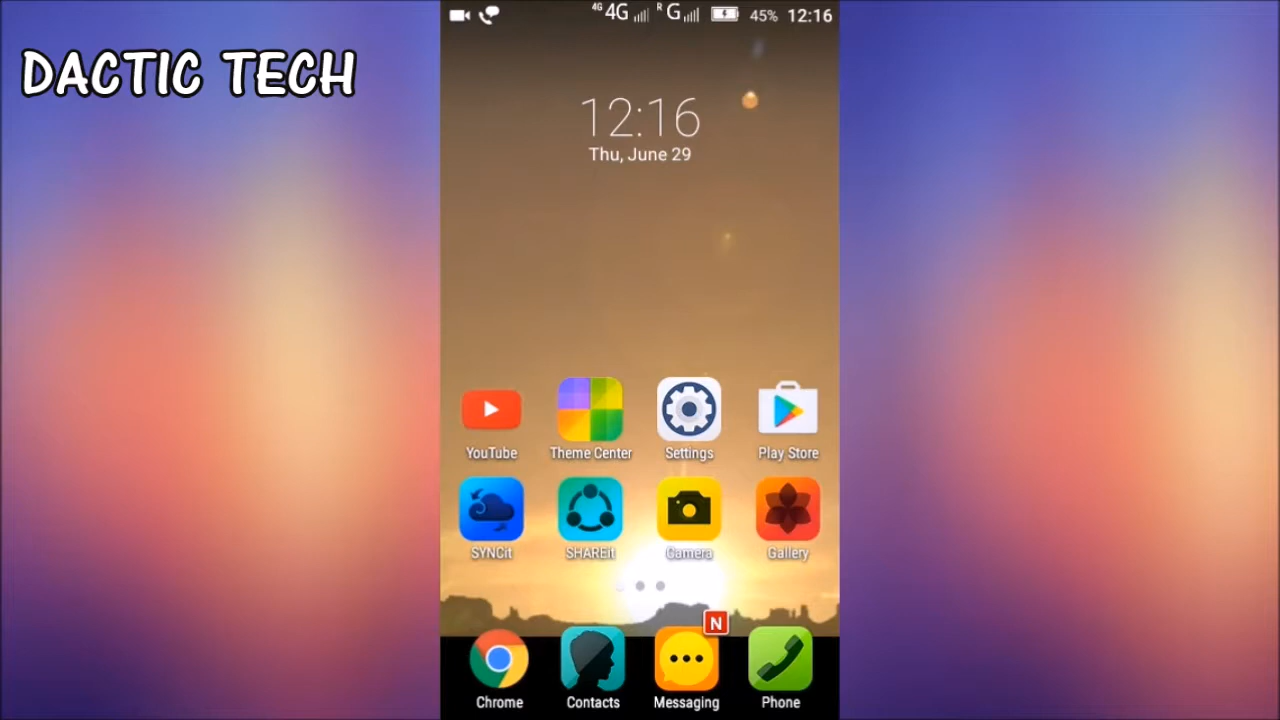 DACTIC TECH
4G 4G R G 45% 12:16
12:16
Thu, June 29
YouTube Theme Center Settings Play Store
SYNCit SHAREit Camera Gallery
N
Chrome Contacts Messaging Phone